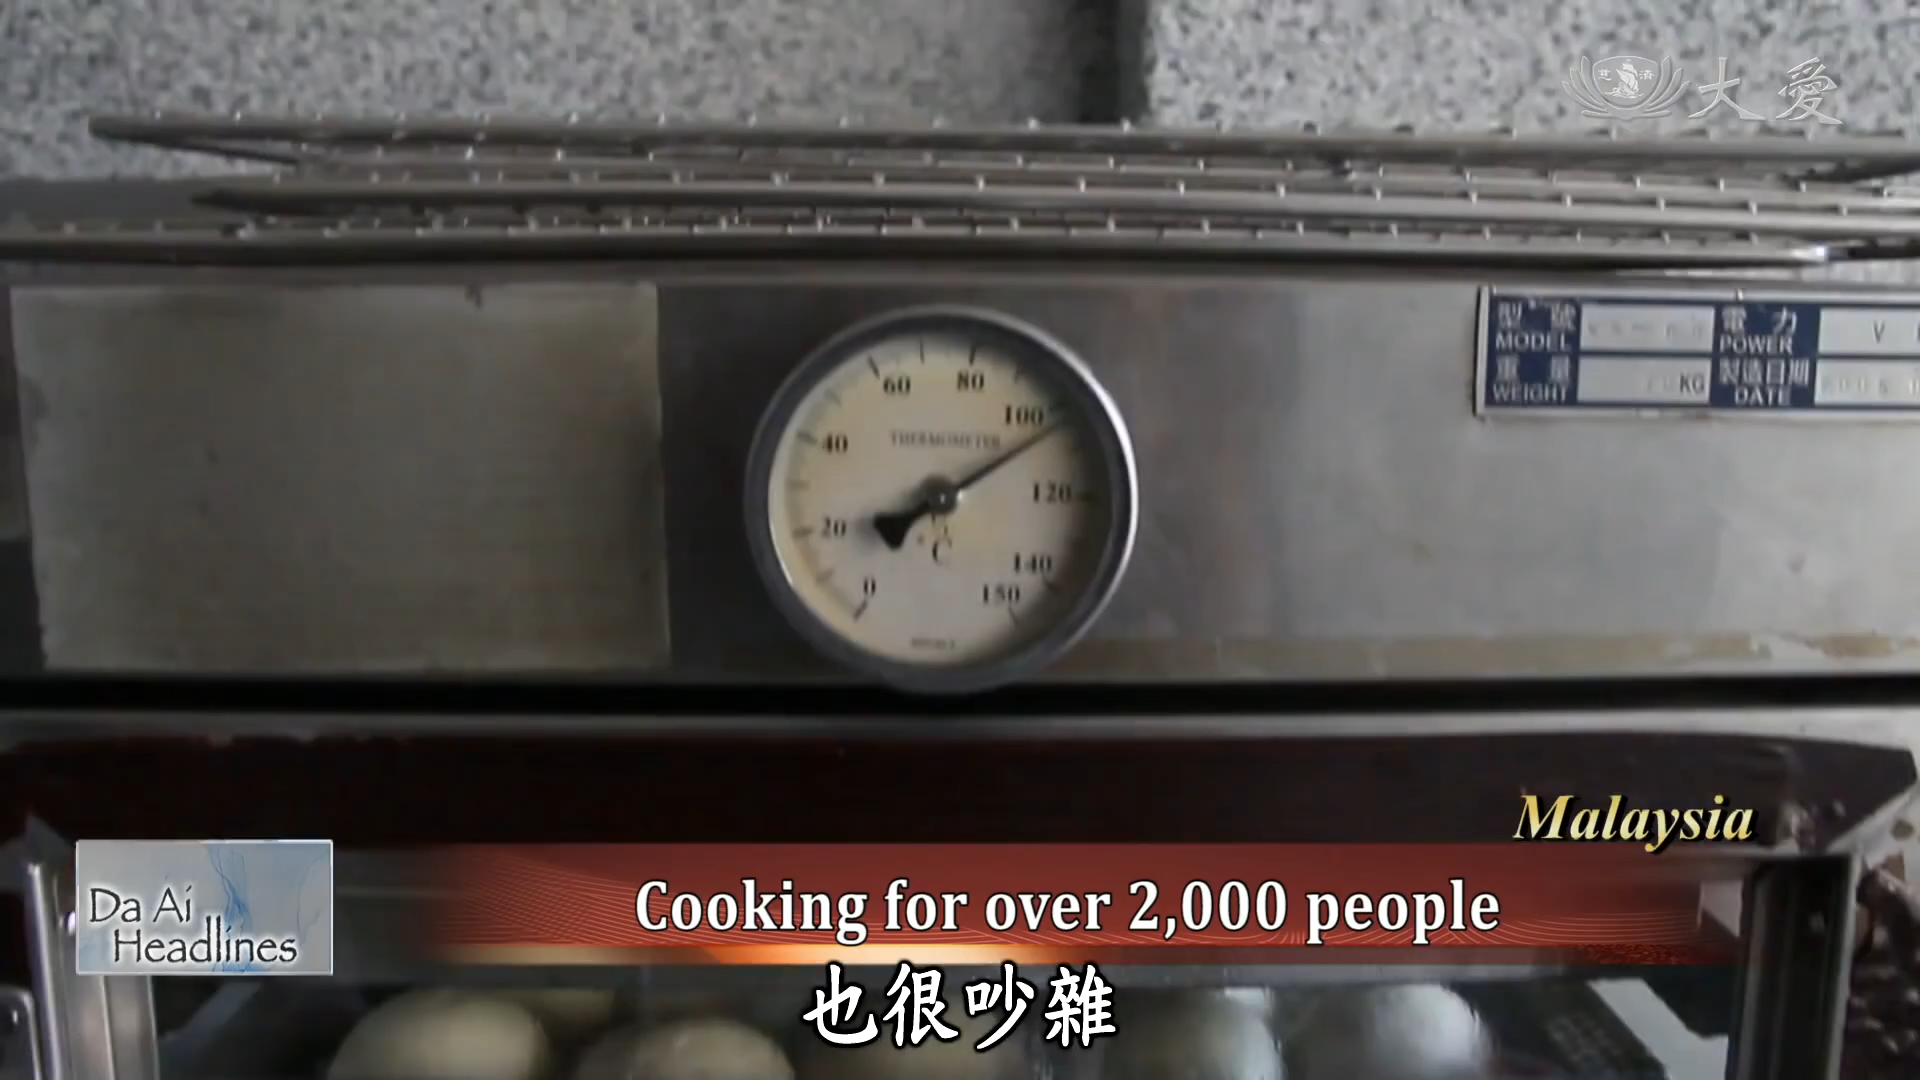 大愛
慈濟
型號 MODEL
電力 POWER
V
重量 WEIGHT
KG
製造日期 DATE
60 80
100
40
THERMOMETER
120
20
°C
140
0
150
Malaysia
Da Ai
Headlines
Cooking for over 2,000 people
也很吵雜